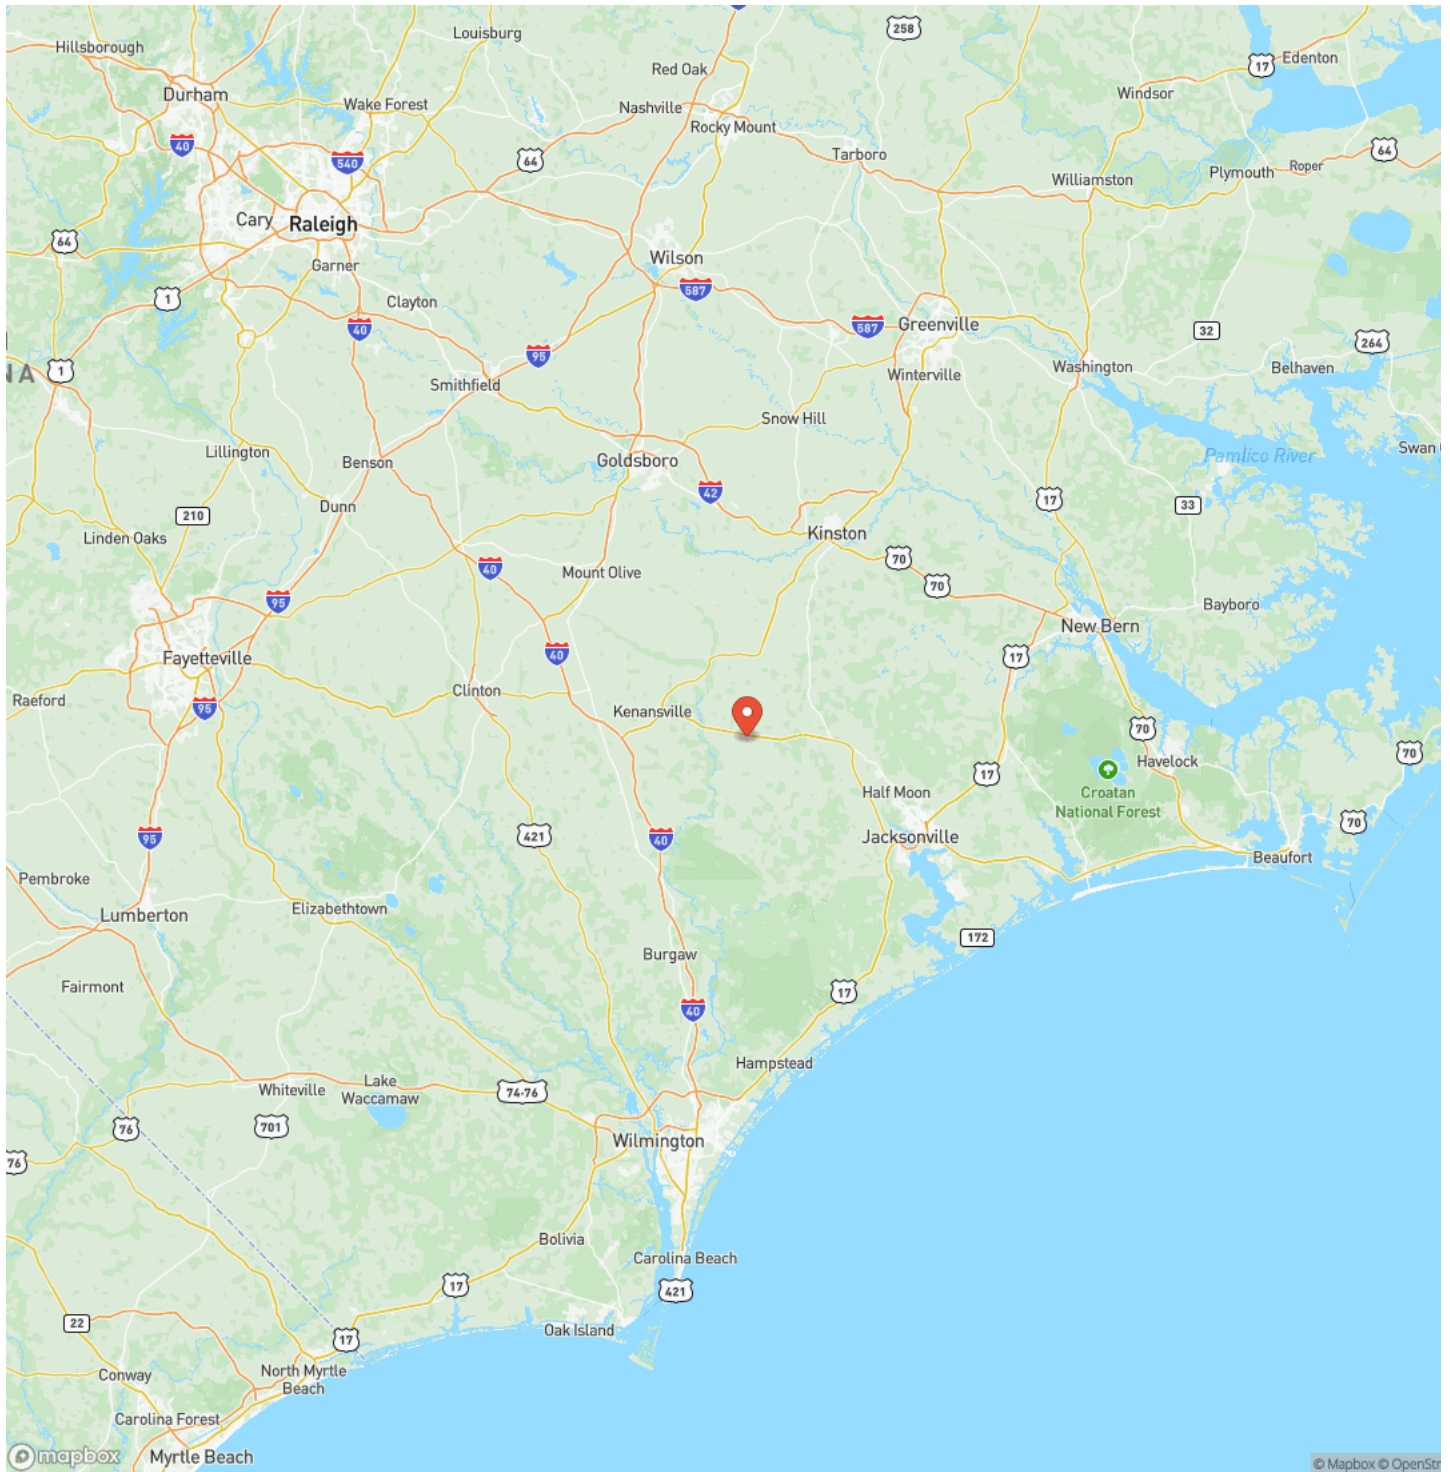 258
17
Edenton
Louisburg
Hillsborough
Red Oak
Windsor
Durham
Wake Forest
Nashville
Rocky Mount
40
540
64
Tarboro
64
Roper
Plymouth
Williamston
Cary
Raleigh
64
Garner
Wilson
587
1
Clayton
40
587
Greenville
32
264
95
NA
1
Smithfield
Winterville
Washington
Belhaven
Snow Hill
Lillington
Benson
Goldsboro
Pamlico River
Swan
42
17
33
Dunn
210
Linden Oaks
Kinston
70
40
Mount Olive
70
95
Bayboro
New Bern
40
17
Fayetteville
Raeford
95
Clinton
Kenansville
70
70
Havelock
17
Croatan
National Forest
Half Moon
70
95
421
40
Jacksonville
Beaufort
Pembroke
Lumberton
Elizabethtown
172
Burgaw
Fairmont
17
40
Hampstead
Whiteville
Lake
Waccamaw
74-76
76
701
Wilmington
76
Bolivia
Carolina Beach
17
421
22
17
Oak Island
Conway
North Myrtle
Beach
Carolina Forest
Myrtle Beach
mapbox
© Mapbox © OpenStr